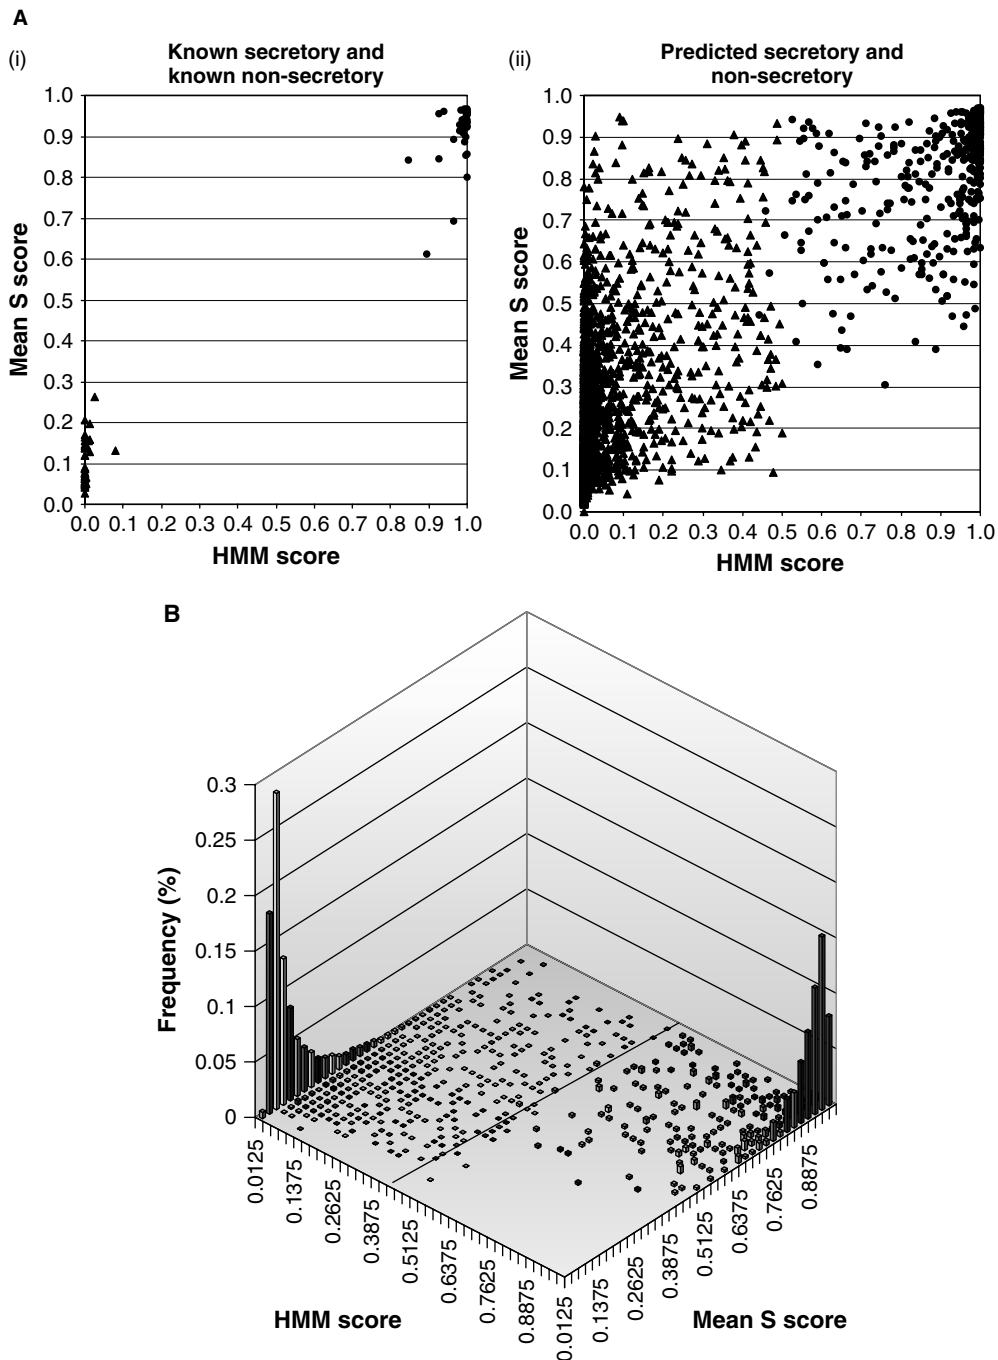 A
(i)
Known secretory and
known non-secretory
1.0
0.9
0.8
0.7
0.6
0.5
0.4
0.3
0.2
0.1
0.0
Mean S score
0.0 0.1 0.2 0.3 0.4 0.5 0.6 0.7 0.8 0.9 1.0
HMM score
(ii)
Predicted secretory and
non-secretory
1.0
0.9
0.8
0.7
0.6
0.5
0.4
0.3
0.2
0.1
0.0
Mean S score
0.0 0.1 0.2 0.3 0.4 0.5 0.6 0.7 0.8 0.9 1.0
HMM score
B
0.3
0.25
0.2
0.15
0.1
0.05
0
Frequency (%)
0.0125
0.1375
0.2625
0.3875
0.5125
0.6375
0.7625
0.8875
HMM score
0.0125
0.1375
0.2625
0.3875
0.5125
0.6375
0.7625
0.8875
Mean S score